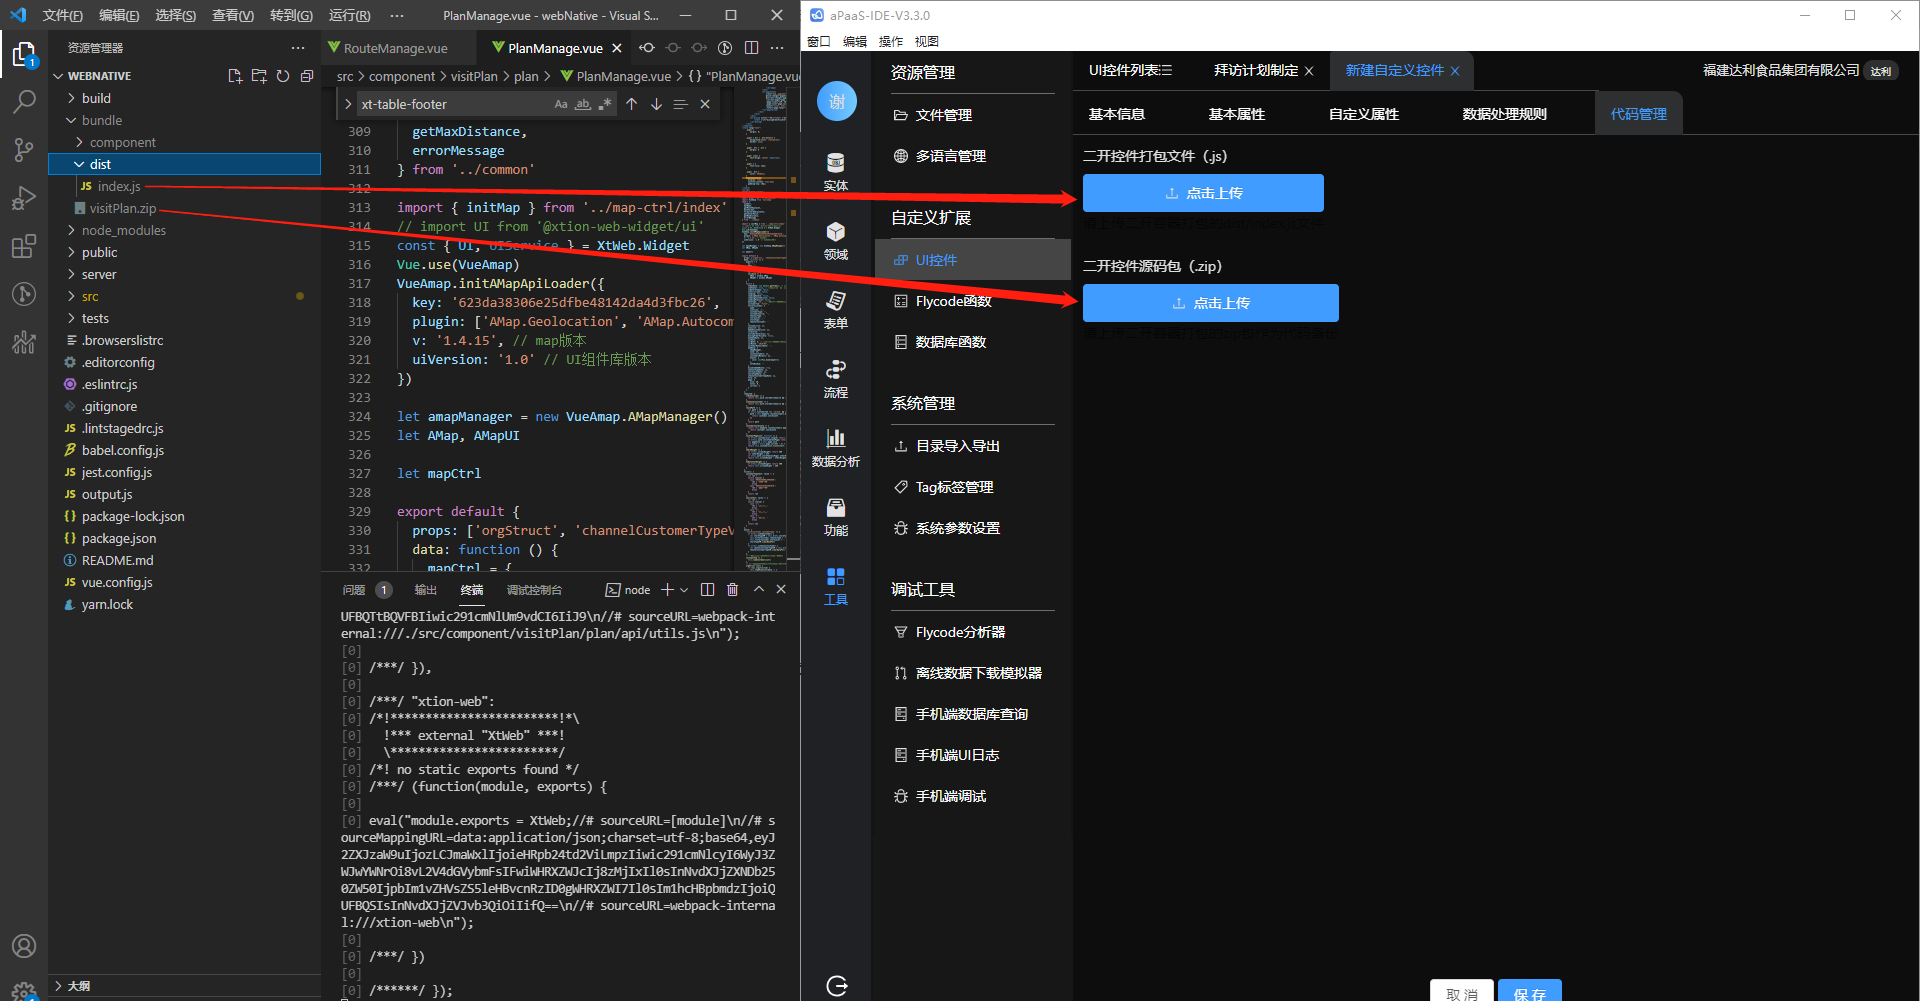 文件(F) 编辑(E) 选择(S) 查看(V) 转到(G) 运行(R) ··· PlanManage.vue - webNative - Visual S...
资源管理器
WEBNATIVE
build
bundle
component
dist
JS index.js
visitPlan.zip
node_modules
public
server
src
tests
.browserslistrc
.editorconfig
.eslintrc.js
.gitignore
JS .lintstagedrc.js
babel.config.js
JS jest.config.js
JS output.js
{} package-lock.json
{} package.json
README.md
JS vue.config.js
yarn.lock
大纲
RouteManage.vue
PlanManage.vue
src > component > visitPlan > plan > PlanManage.vue > {} "PlanManage.vue
xt-table-footer
309 getMaxDistance,
310 errorMessage
311 } from '../common'
312
313 import { initMap } from '../map-ctrl/index'
314 // import UI from '@xtion-web-widget/ui'
315 const { UI, UIService } = XtWeb.Widget
316 Vue.use(VueAmap)
317 VueAmap.initAMapApiLoader({
318 key: '623da38306e25dfbe48142da4d3fbc26',
319 plugin: ['AMap.Geolocation', 'AMap.Autocom
320 v: '1.4.15', // map版本
321 uiVersion: '1.0' // UI组件库版本
322 })
323
324 let amapManager = new VueAmap.AMapManager()
325 let AMap, AMapUI
326
327 let mapCtrl
328
329 export default {
330 props: ['orgStruct', 'channelCustomerTypeV
331 data: function () {
332 mapCtrl = {
问题 1 输出 终端 调试控制台 node
UFBQTtBQVFBIiwic291cmNlUm9vdCI6IiJ9\n//# sourceURL=webpack-int
ernal:///./src/component/visitPlan/plan/api/utils.js\n");
[0]
[0] /***/ }),
[0]
[0] /***/ "xtion-web":
[0] /*!************************!*\
[0] !*** external "XtWeb" ***!
[0] \************************/
[0] /*! no static exports found */
[0] /***/ (function(module, exports) {
[0]
[0] eval("module.exports = XtWeb;//# sourceURL=[module]\n//# s
ourceMappingURL=data:application/json;charset=utf-8;base64,eyJ
2ZXJzaW9uIjozLCJmaWxlIjoieHRpb24td2ViLmpzIiwic291cmNlcyI6WyJ3Z
WJwYWNrOi8vL2V4dGVybmFsIFwiWHRXZWJcIj8zMjIxIl0sInNvdXJjZXNDb25
0ZW50IjpbIm1vZHVsZS5leHBvcnRzID0gWHRXZWI7Il0sIm1hcHBpbmdzIjoiQ
UFBQSIsInNvdXJjZVJvb3QiOiIifQ==\n//# sourceURL=webpack-interna
l:///xtion-web\n");
[0]
[0] /***/ })
[0]
[0] /******/ });
aPaaS-IDE-V3.3.0
窗口 编辑 操作 视图
谢
实体
领域
表单
流程
数据分析
功能
工具
资源管理
文件管理
多语言管理
自定义扩展
UI控件
Flycode函数
数据库函数
系统管理
目录导入导出
Tag标签管理
系统参数设置
调试工具
Flycode分析器
离线数据下载模拟器
手机端数据库查询
手机端UI日志
手机端调试
UI控件列表 拜访计划制定 新建自定义控件 福建达利食品集团有限公司 达利
基本信息 基本属性 自定义属性 数据处理规则 代码管理
二开控件打包文件（.js）
点击上传
二开控件源码包（.zip）
点击上传
取消 保存